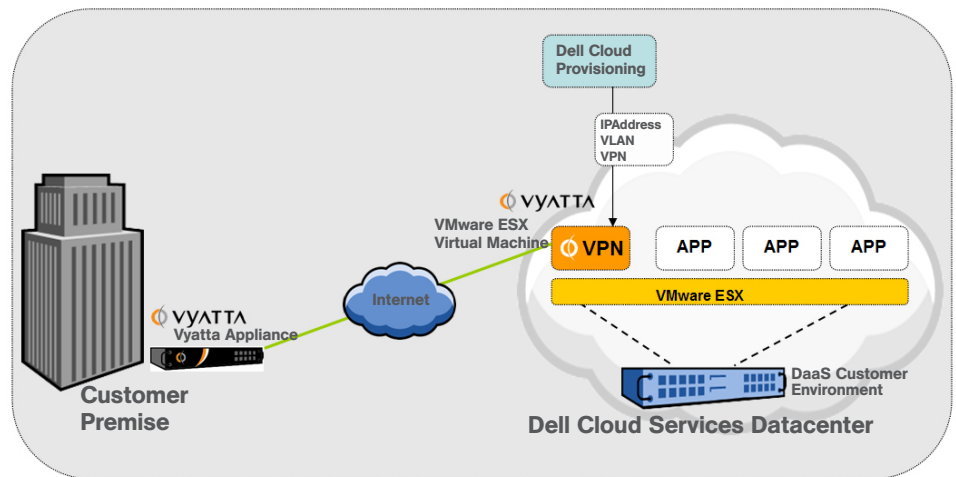 Dell Cloud
Provisioning
IPAddress
VLAN
VPN
VYATTA
VMware ESX
Virtual Machine
VPN
APP
APP
APP
VMware ESX
Internet
VYATTA
Vyatta Appliance
DaaS Customer
Environment
Customer
Premise
Dell Cloud Services Datacenter